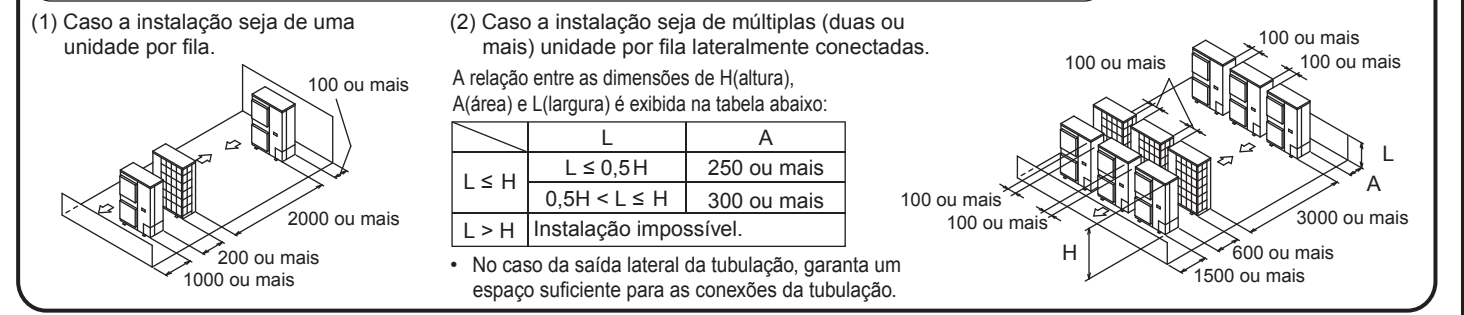 (1) Caso a instalação seja de uma
unidade por fila.
100 ou mais
2000 ou mais
200 ou mais
1000 ou mais
(2) Caso a instalação seja de múltiplas (duas ou
mais) unidade por fila lateralmente conectadas.
A relação entre as dimensões de H(altura),
A(área) e L(largura) é exibida na tabela abaixo:
L A
L ≤ H L ≤ 0,5H 250 ou mais
0,5H < L ≤ H 300 ou mais
L > H Instalação impossível.
• No caso da saída lateral da tubulação, garanta um
espaço suficiente para as conexões da tubulação.
100 ou mais
100 ou mais
100 ou mais
L
A
100 ou mais
100 ou mais
3000 ou mais
H
600 ou mais
1500 ou mais